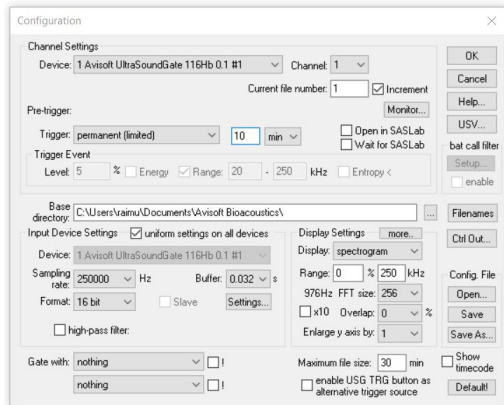 Configuration
Channel Settings
Device: 1 Avisoft UltraSoundGate 116Hb 0.1 #1 Channel: 1
Current file number: 1 Increment
Pre-trigger: Monitor...
Trigger: permanent (limited) 10 min Open in SASLab
Wait for SASLab
Trigger Event
Level: 5 % Energy Range: 20 - 250 kHz Entropy <
OK
Cancel
Help...
USV...
bat call filter
Setup...
enable
Base
directory: C:\Users\raimu\Documents\Avisoft Bioacoustics\ ... Filenames
Input Device Settings uniform settings on all devices
Device: 1 Avisoft UltraSoundGate 116Hb 0.1 #1
Sampling
rate: 250000 Hz Buffer: 0.032 s
Format: 16 bit Slave Settings...
high-pass filter:
Display Settings more..
Display: spectrogram
Range: 0 % 250 kHz
976Hz FFT size: 256
x10 Overlap: 0 %
Enlarge y axis by: 1
Ctrl Out...
Config. File
Open...
Save
Save As...
Gate with: nothing !
nothing !
Maximum file size: 30 min
enable USG TRG button as
alternative trigger source
Show
timecode
Default!